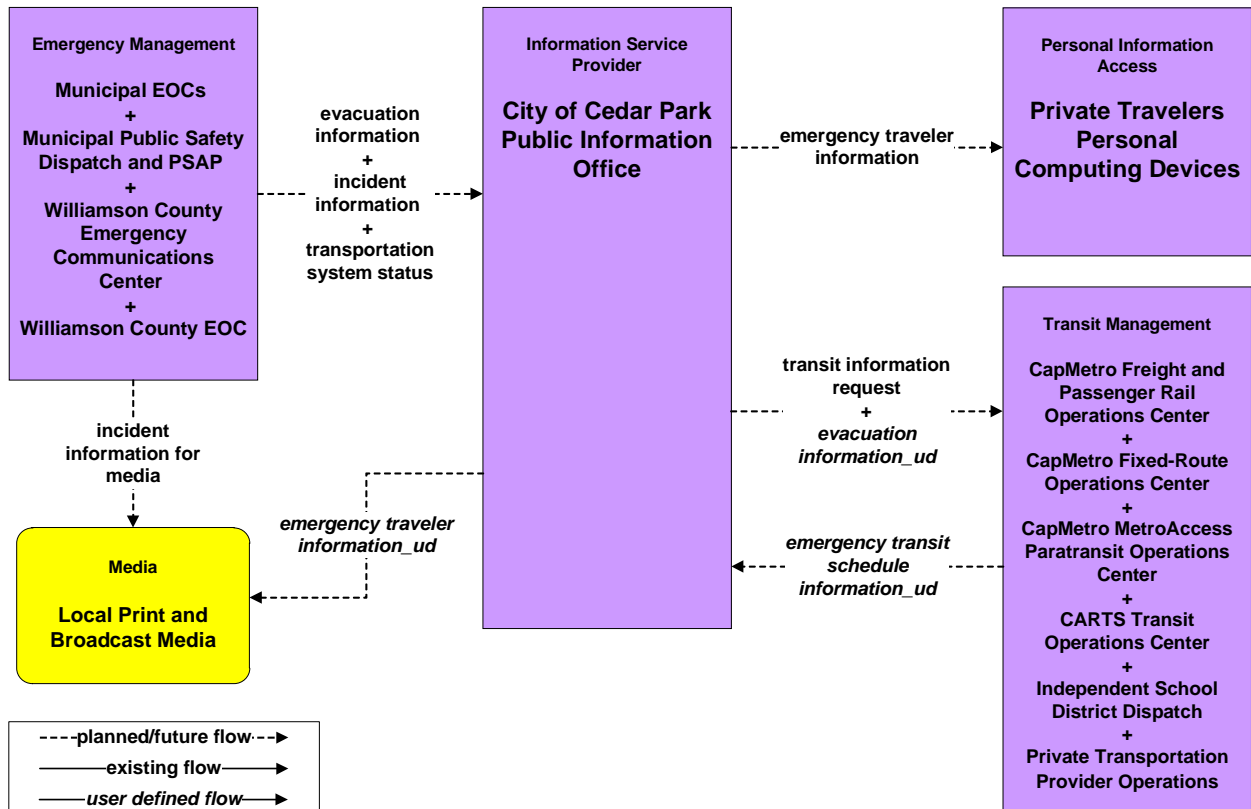 Emergency Management
Municipal EOCs
+
Municipal Public Safety
Dispatch and PSAP
+
Williamson County
Emergency
Communications
Center
+
Williamson County EOC
evacuation
information
+
incident
information
+
transportation
system status
Information Service
Provider
City of Cedar Park
Public Information
Office
emergency traveler
information
Personal Information
Access
Private Travelers
Personal
Computing Devices
transit information
request
+
evacuation
information_ud
emergency transit
schedule
information_ud
Transit Management
CapMetro Freight and
Passenger Rail
Operations Center
+
CapMetro Fixed-Route
Operations Center
+
CapMetro MetroAccess
Paratransit Operations
Center
+
CARTS Transit
Operations Center
+
Independent School
District Dispatch
+
Private Transportation
Provider Operations
incident
information for
media
emergency traveler
information_ud
Media
Local Print and
Broadcast Media
planned/future flow
existing flow
user defined flow